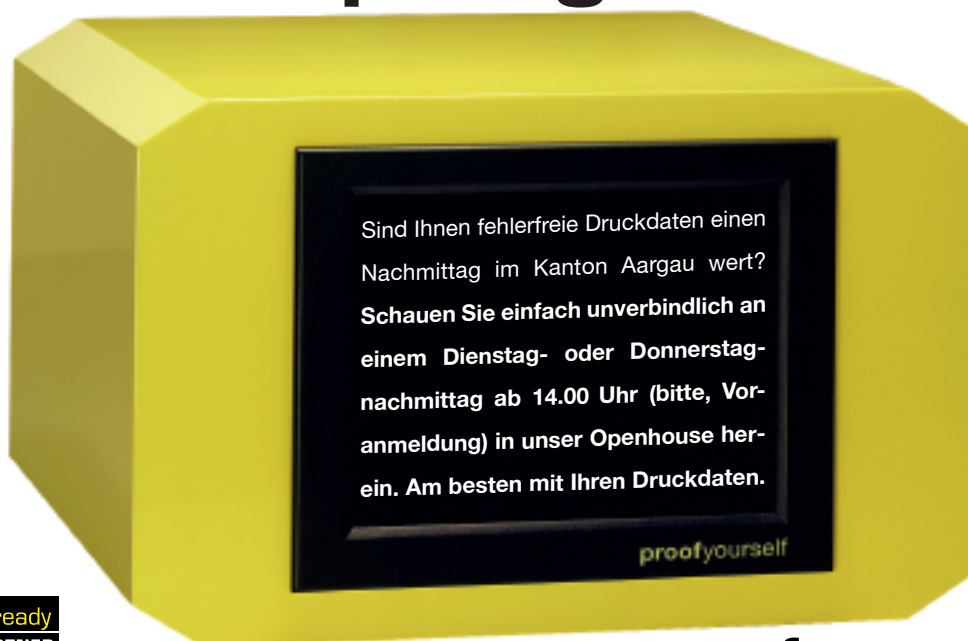 Sind Ihnen fehlerfreie Druckdaten einen
Nachmittag im Kanton Aargau wert?
Schauen Sie einfach unverbindlich an
einem Dienstag- oder Donnerstag-
nachmittag ab 14.00 Uhr (bitte, Vor-
anmeldung) in unser Openhouse her-
ein. Am besten mit Ihren Druckdaten.
proofyourself
ready